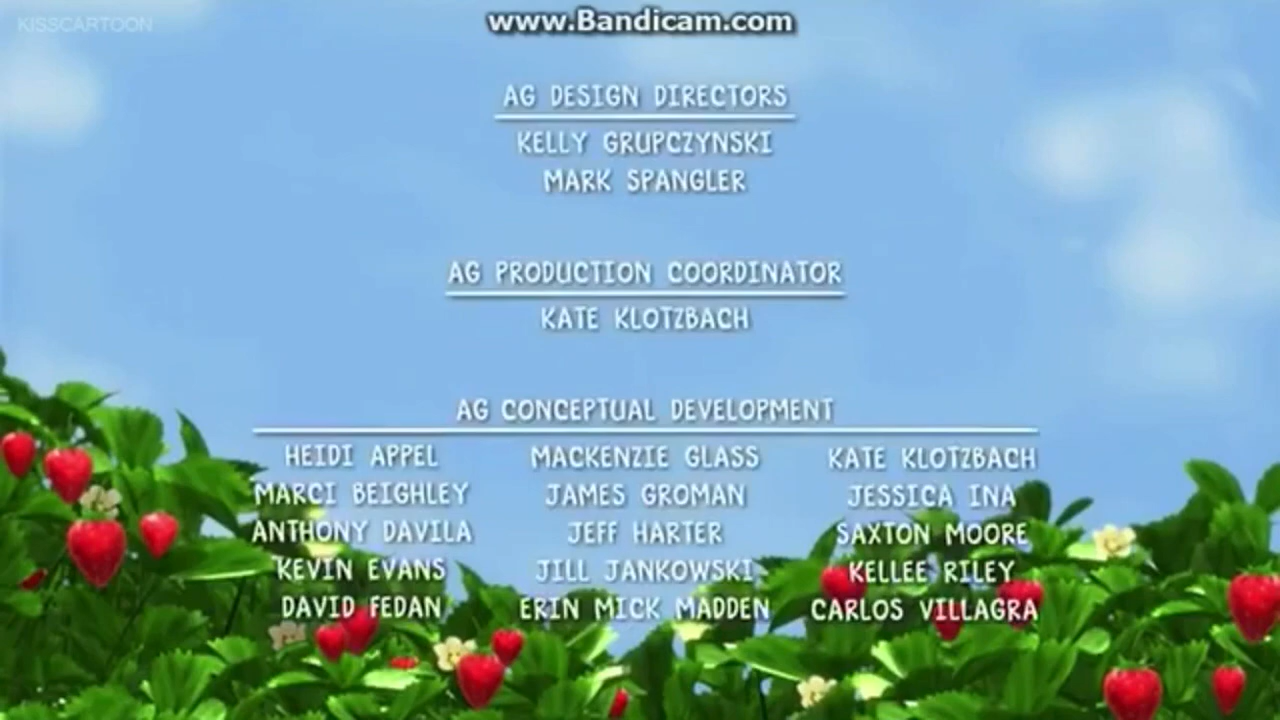 KISSCARTOON
www.Bandicam.com
AG DESIGN DIRECTORS
KELLY GRUPCZYNSKI
MARK SPANGLER
AG PRODUCTION COORDINATOR
KATE KLOTZBACH
AG CONCEPTUAL DEVELOPMENT
HEIDI APPEL MACKENZIE GLASS KATE KLOTZBACH
MARCI BEIGHLEY JAMES GROMAN JESSICA INA
ANTHONY DAVILA JEFF HARTER SAXTON MOORE
KEVIN EVANS JILL JANKOWSKI KELLEE RILEY
DAVID FEDAN ERIN MICK MADDEN CARLOS VILLAGRA